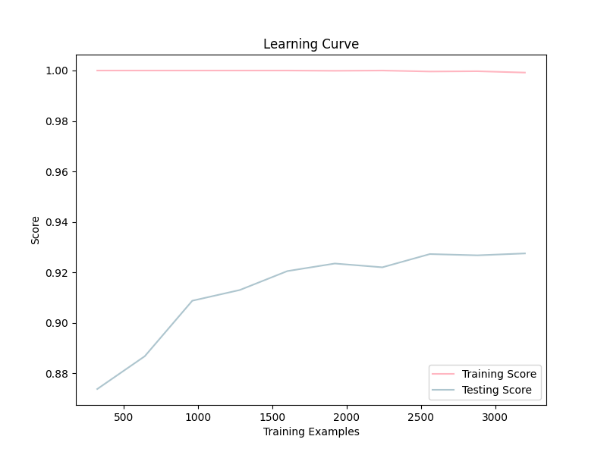 Learning Curve
1.00
0.98
0.96
0.94
0.92
0.90
0.88
Score
500
1000
1500
2000
2500
3000
Training Examples
Training Score
Testing Score